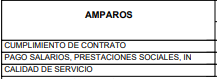 AMPAROS
CUMPLIMIENTO DE CONTRATO
PAGO SALARIOS, PRESTACIONES SOCIALES, IN
CALIDAD DE SERVICIO